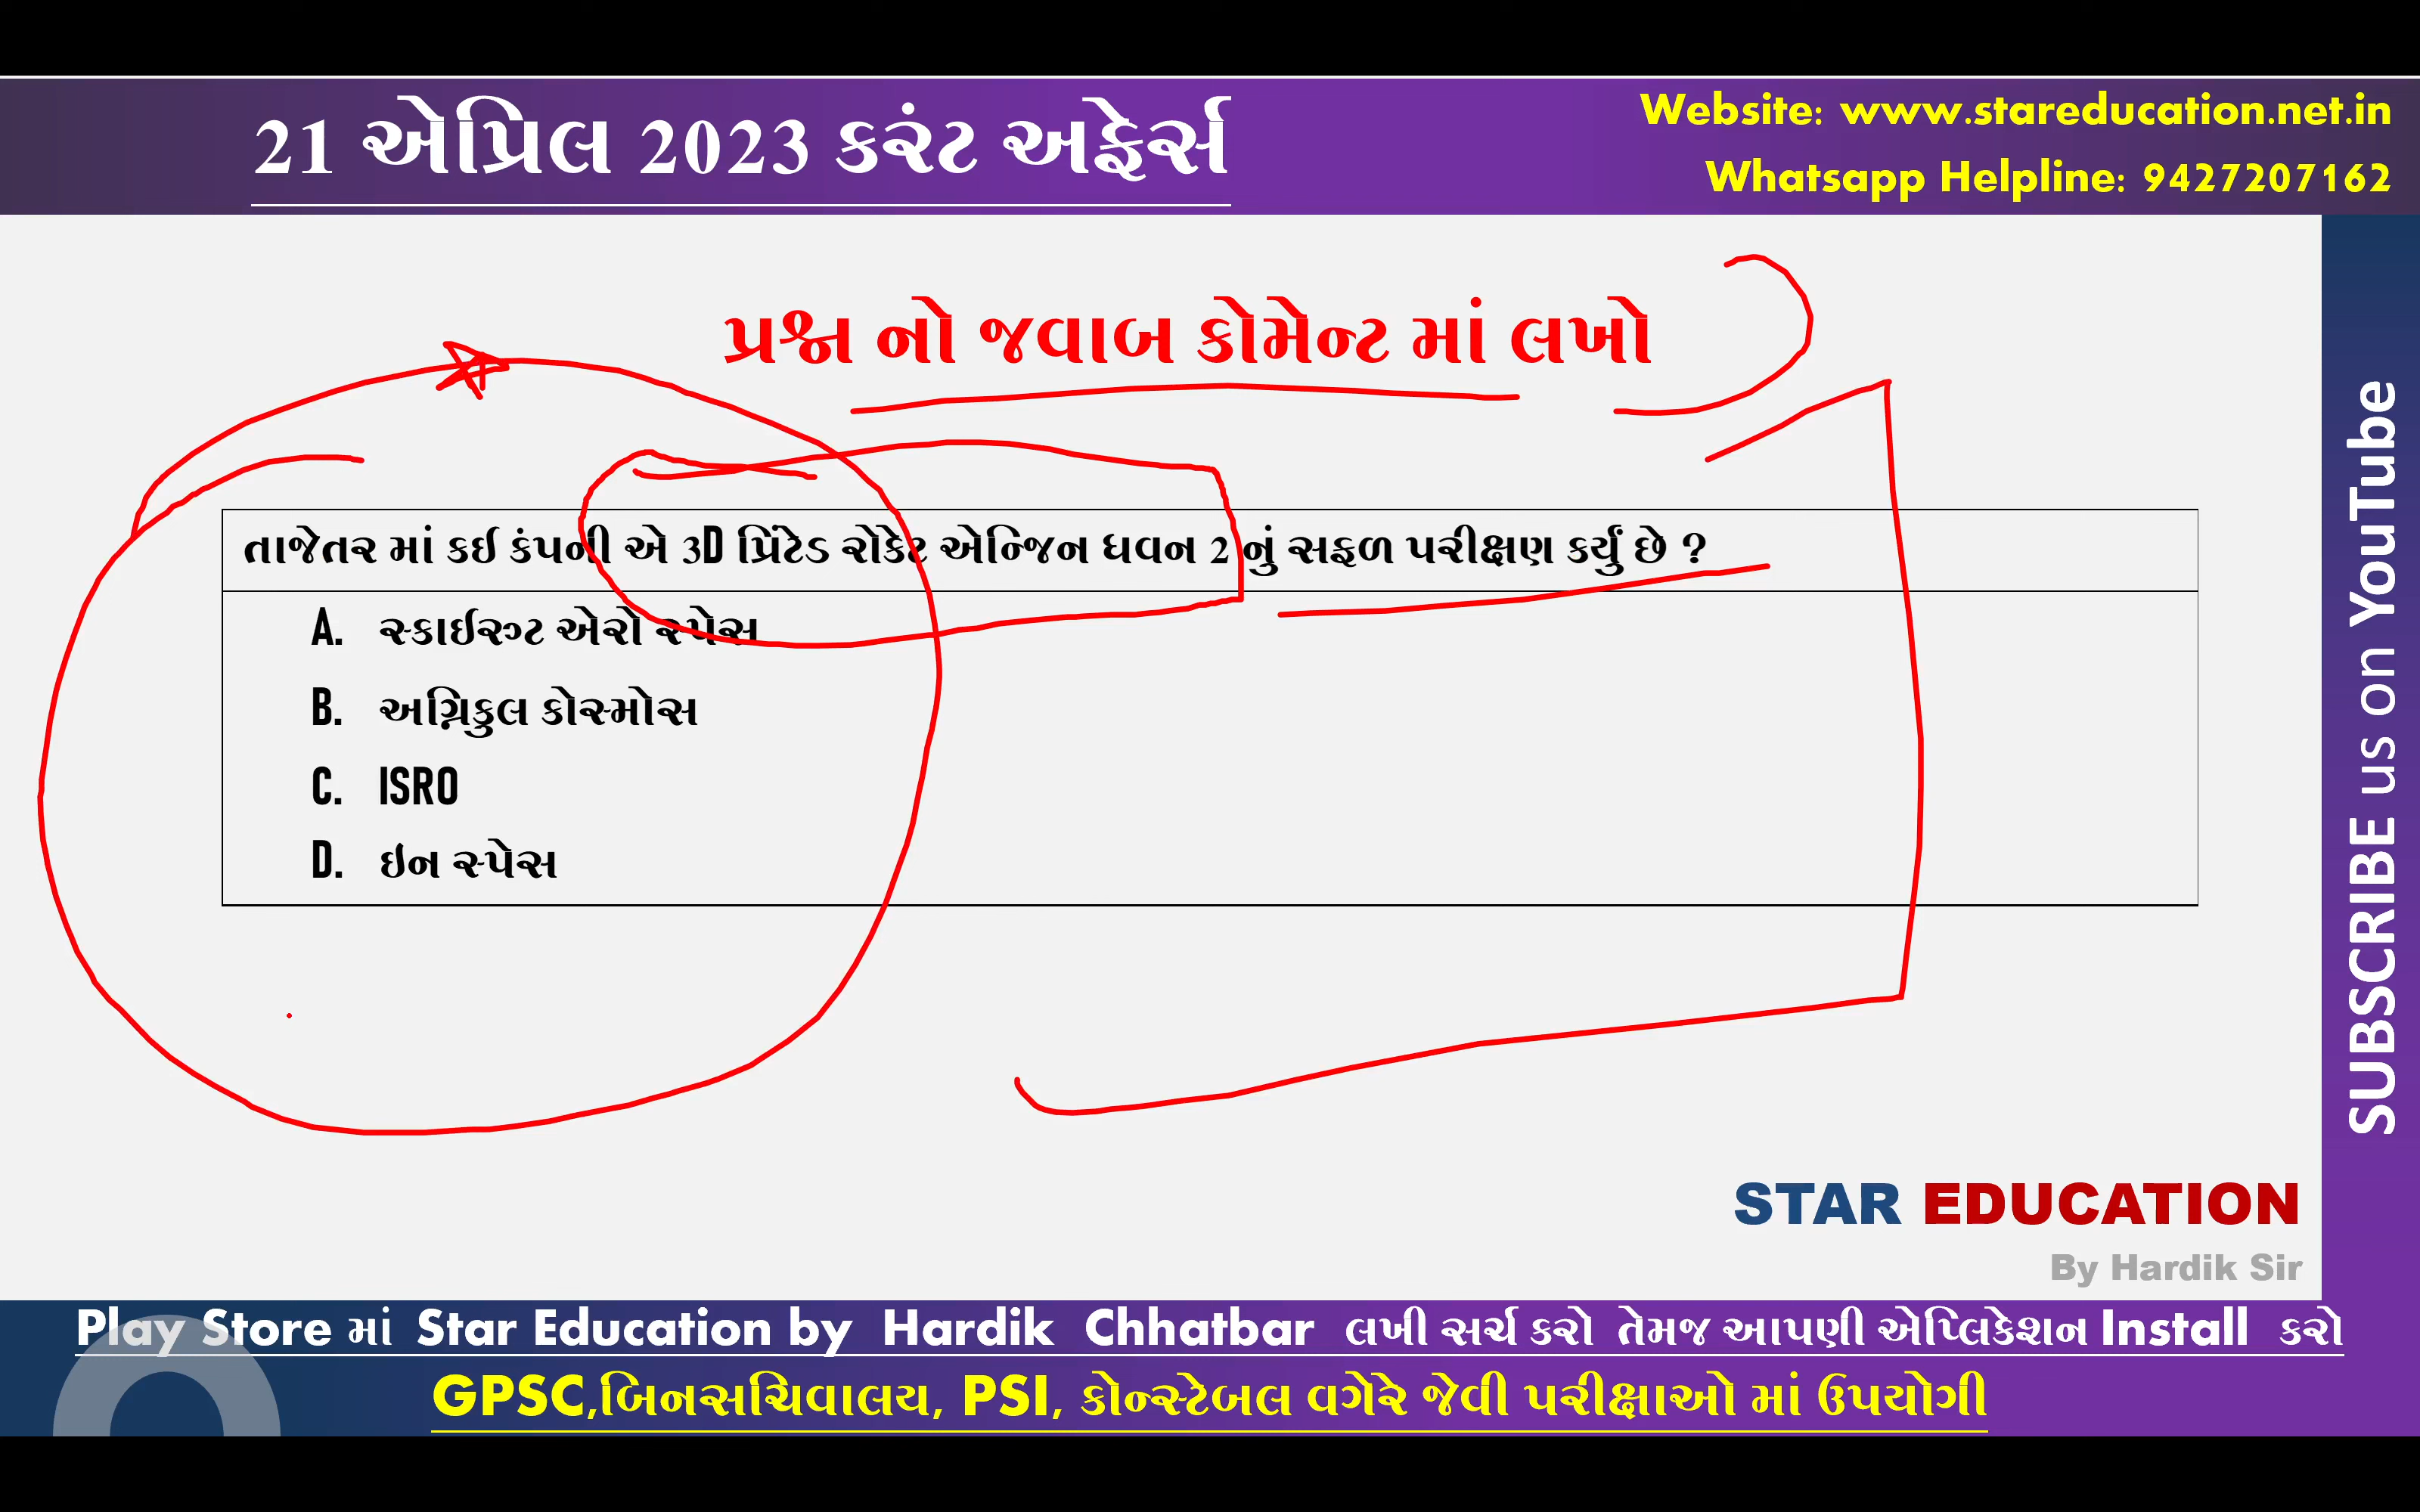 21 એપ્રિલ 2023 કરંટ અફેર્સ
Website: www.stareducation.net.in
Whatsapp Helpline: 9427207162
પ્રશ્ન નો જવાબ કોમેન્ટ માં લખો
તાજેતર માં કઈ કંપની એ 3D પ્રિંટેડ રોકેટ એન્જિન ધવન 2 નું સફળ પરીક્ષણ કર્યું છે ?
A. સ્કાઈરુટ એરો સ્પેસ
B. અગ્નિકુલ કોસ્મોસ
C. ISRO
D. ઇન સ્પેસ
SUBSCRIBE us on YouTube
STAR EDUCATION
By Hardik Sir
Play Store માં Star Education by Hardik Chhatbar લખી સર્ચ કરો તેમજ આપણી એપ્લિકેશન Install કરો
GPSC,બિનસચિવાલય, PSI, કોન્સ્ટેબલ વગેરે જેવી પરીક્ષાઓ માં ઉપયોગી